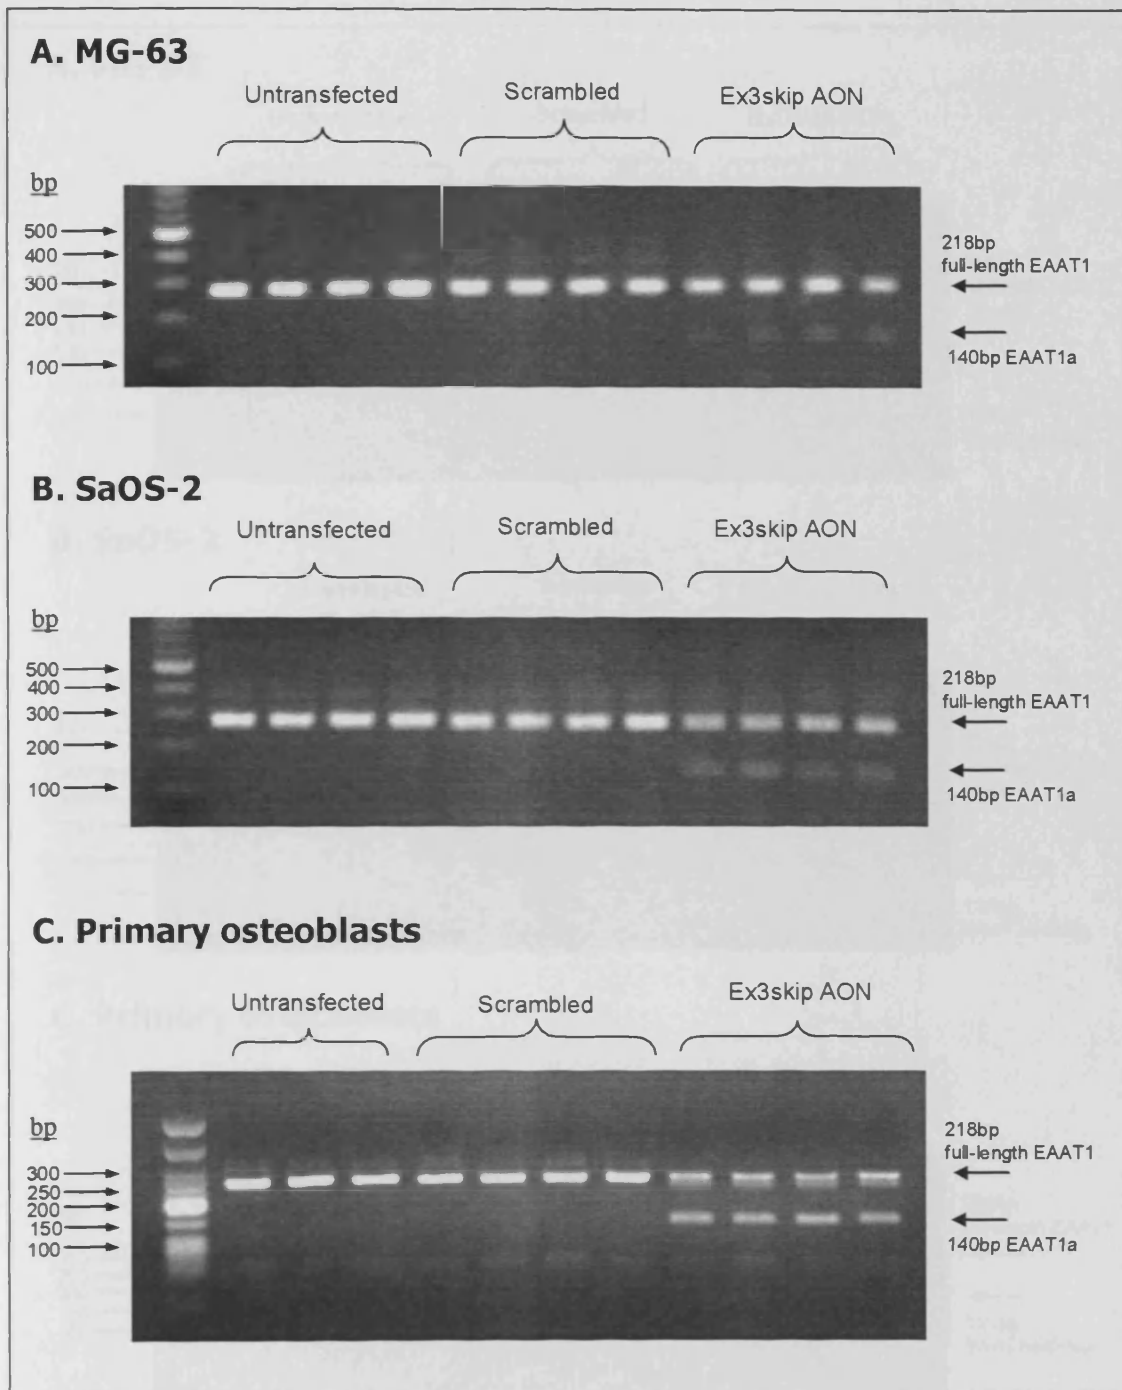 A. MG-63
Untransfected
Scrambled
Ex3skip AON
bp
500
400
300
200
100
218bp
full-length EAAT1
140bp EAAT1a
B. SaOS-2
Untransfected
Scrambled
Ex3skip AON
bp
500
400
300
200
100
218bp
full-length EAAT1
140bp EAAT1a
C. Primary osteoblasts
Untransfected
Scrambled
Ex3skip AON
bp
300
250
200
150
100
218bp
full-length EAAT1
140bp EAAT1a